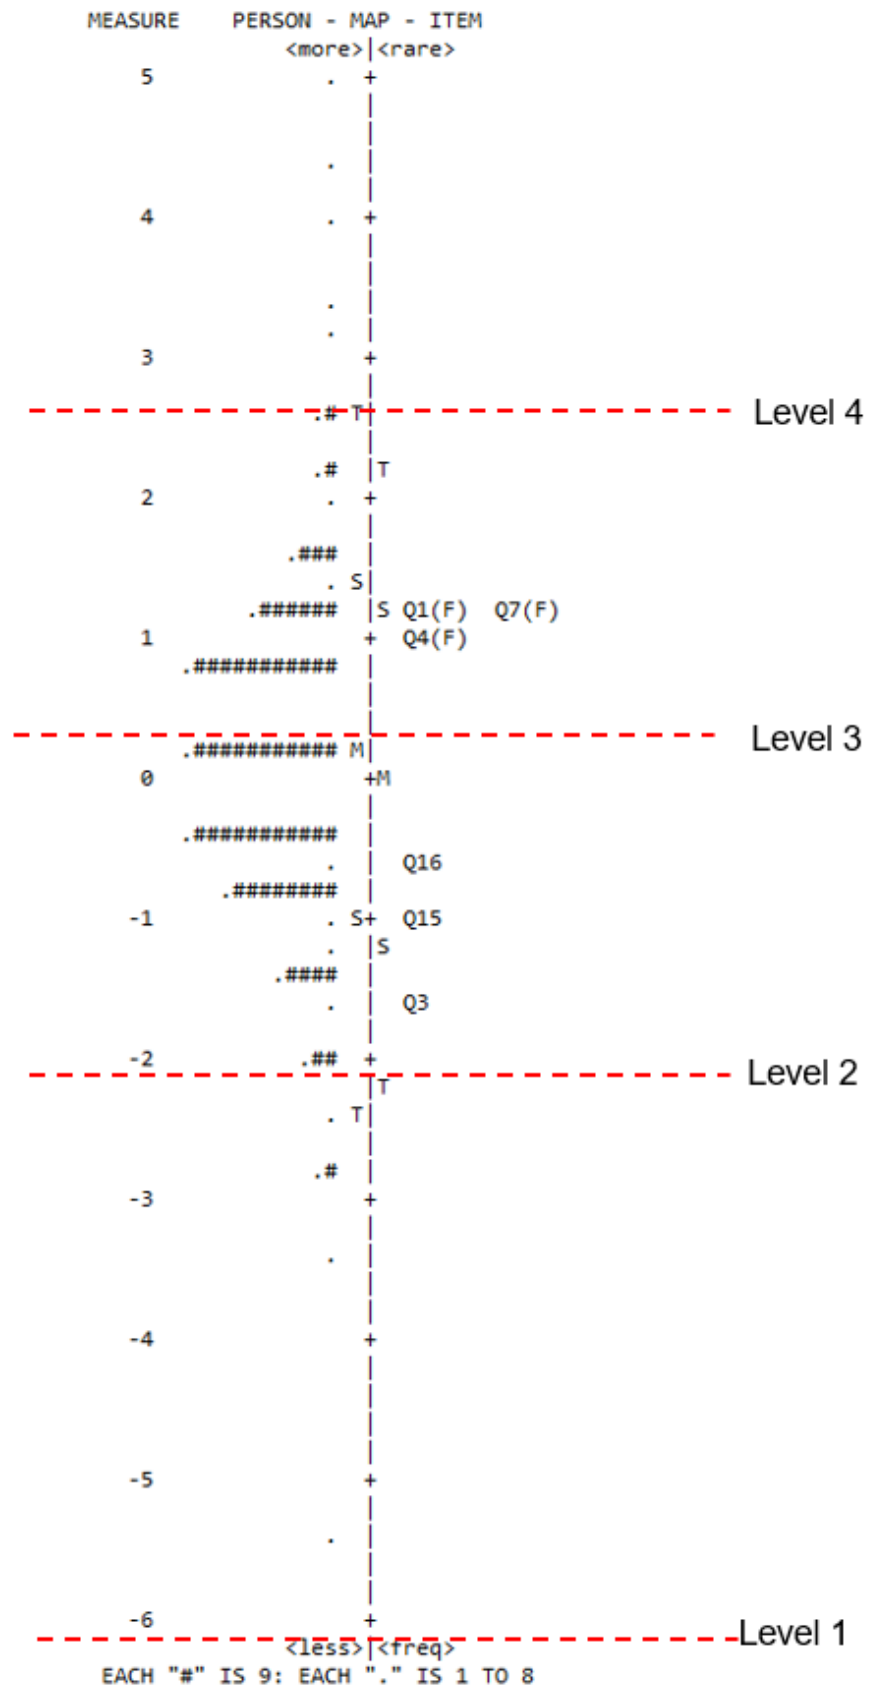 MEASURE    PERSON - MAP - ITEM
<more>|<rare>
5 . +
|
|
. |
|
4 . +
|
|
. |
. |
3 +
|
.# T| Level 4
|
.# |T
2 . +
|
.### |
. S|
.###### |S Q1(F) Q7(F)
1 + Q4(F)
.########### |
|
| Level 3
.########### M|
0 +M
|
.########### |
. | Q16
.######## |
-1 . S+ Q15
. |S
.#### |
. | Q3
|
-2 .## +
|T Level 2
. T|
|
.# |
-3 +
|
. |
|
|
-4 +
|
|
|
|
-5 +
|
. |
|
|
-6 +
<less>|<freq> Level 1
EACH "#" IS 9: EACH "." IS 1 TO 8